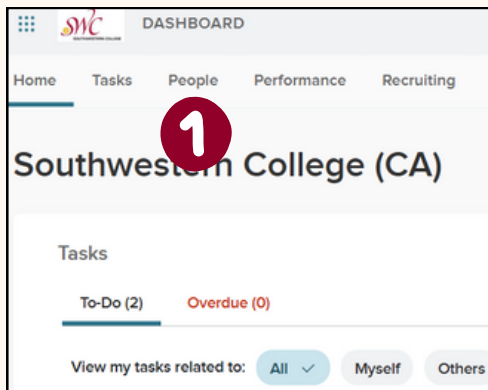 SWC DASHBOARD
SOUTHWESTERN COLLEGE
Home Tasks People Performance Recruiting
1
Southwestern College (CA)
Tasks
To-Do (2) Overdue (0)
View my tasks related to: All Myself Others